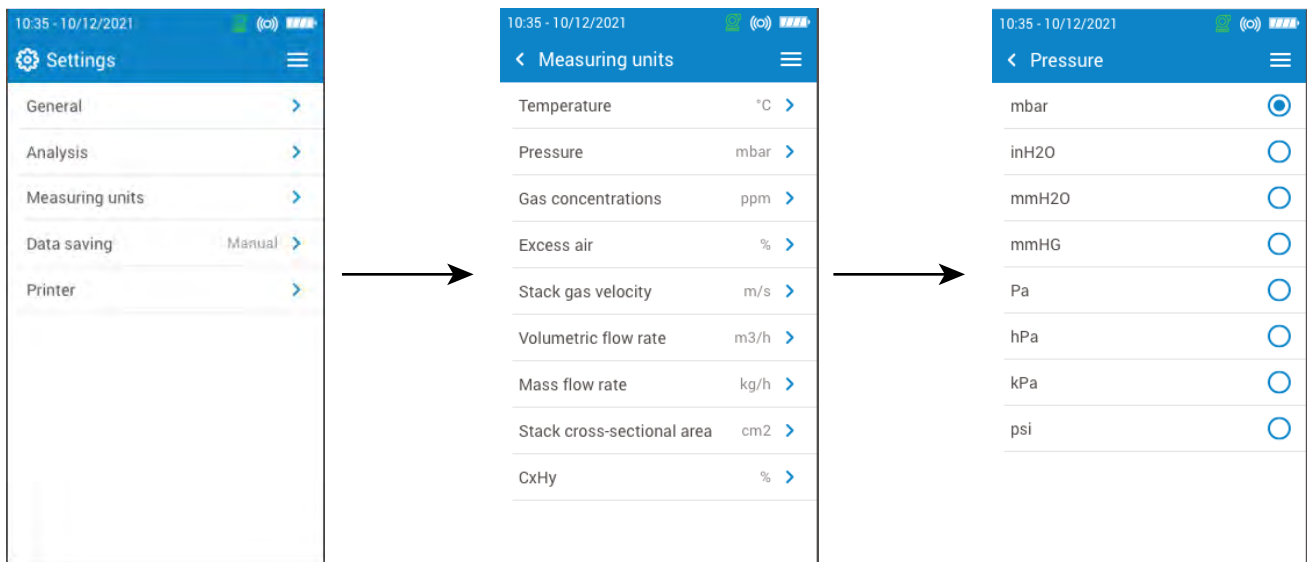 10:35 - 10/12/2021
Settings
General
Analysis
Measuring units
Data saving Manual
Printer
10:35 - 10/12/2021
Measuring units
Temperature °C
Pressure mbar
Gas concentrations ppm
Excess air %
Stack gas velocity m/s
Volumetric flow rate m3/h
Mass flow rate kg/h
Stack cross-sectional area cm2
CxHy %
10:35 - 10/12/2021
Pressure
mbar
inH2O
mmH2O
mmHG
Pa
hPa
kPa
psi